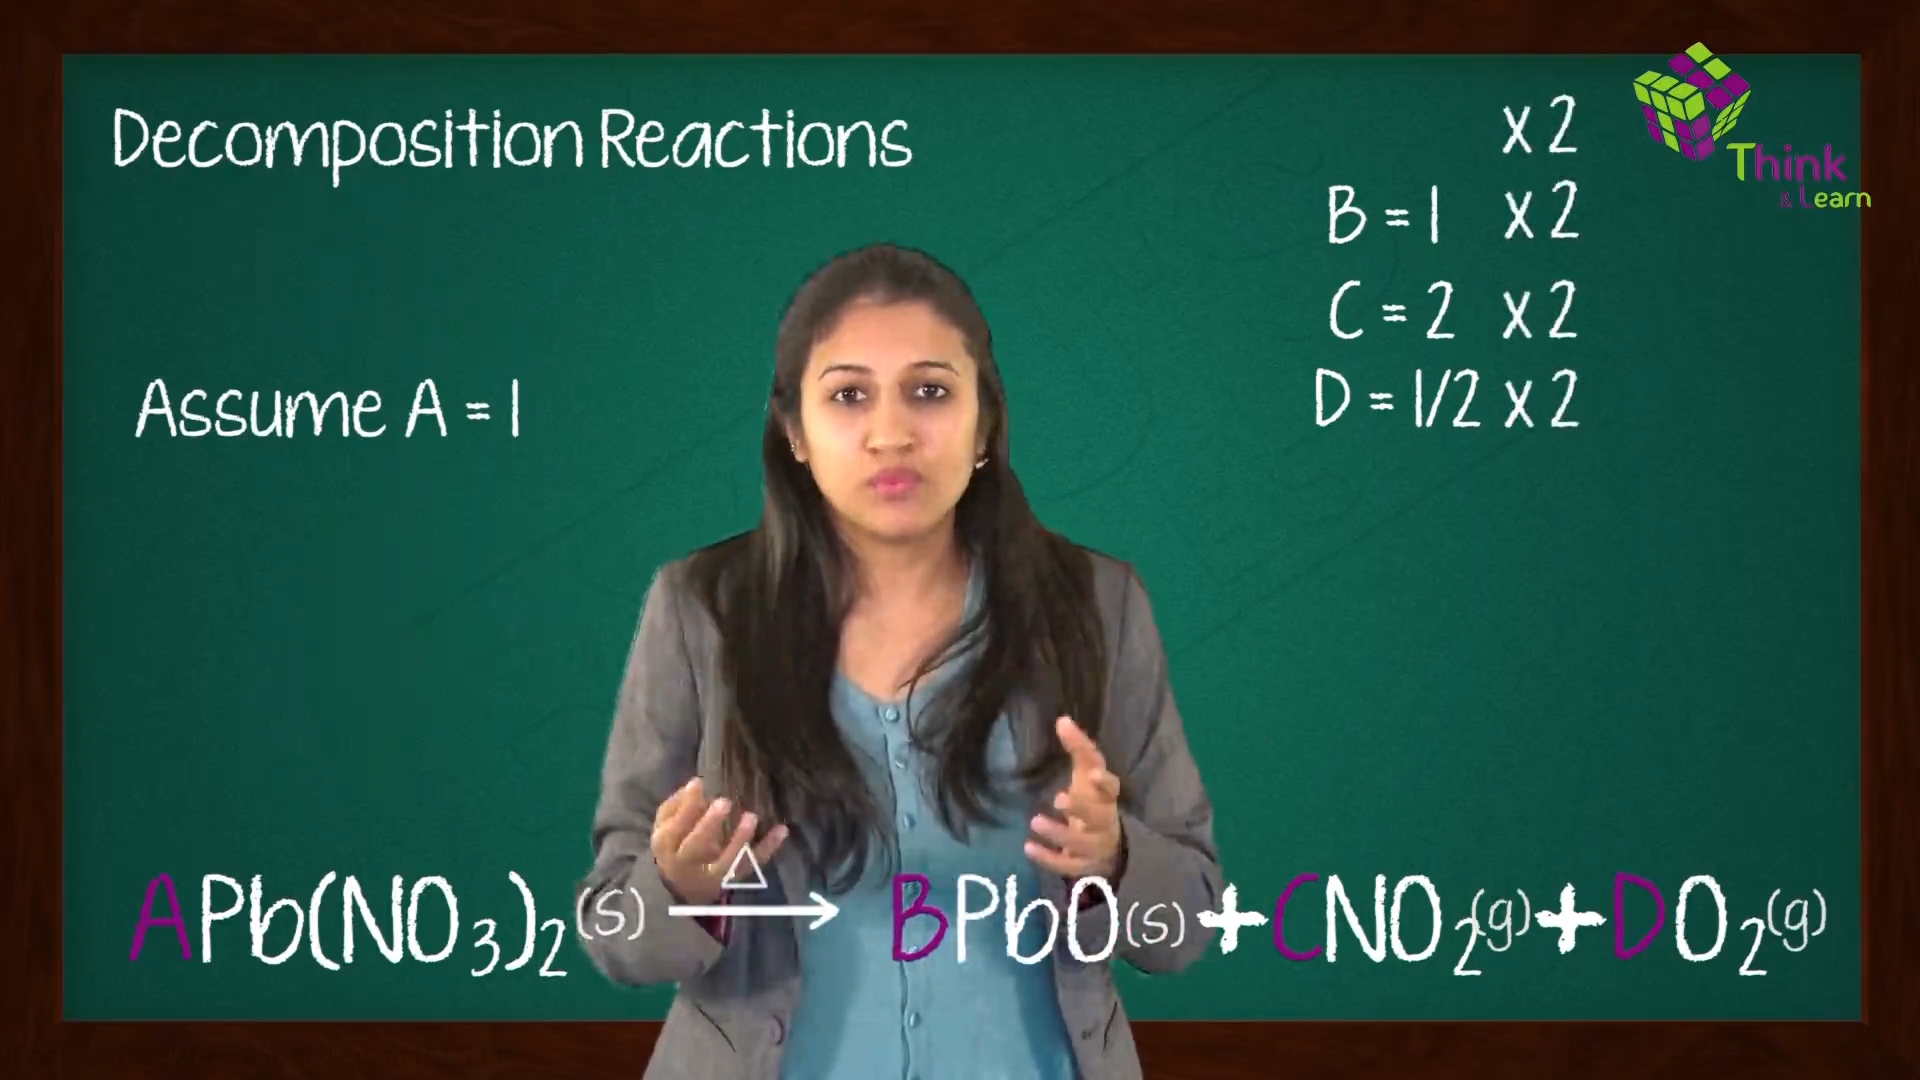 Decomposition Reactions
Think
& Learn
x 2
B = 1 x 2
C = 2 x 2
D = 1/2 x 2
Assume A = 1
APb(NO₃)₂(s) —Δ→ BPbO(s) + CNO₂(g) + DO₂(g)